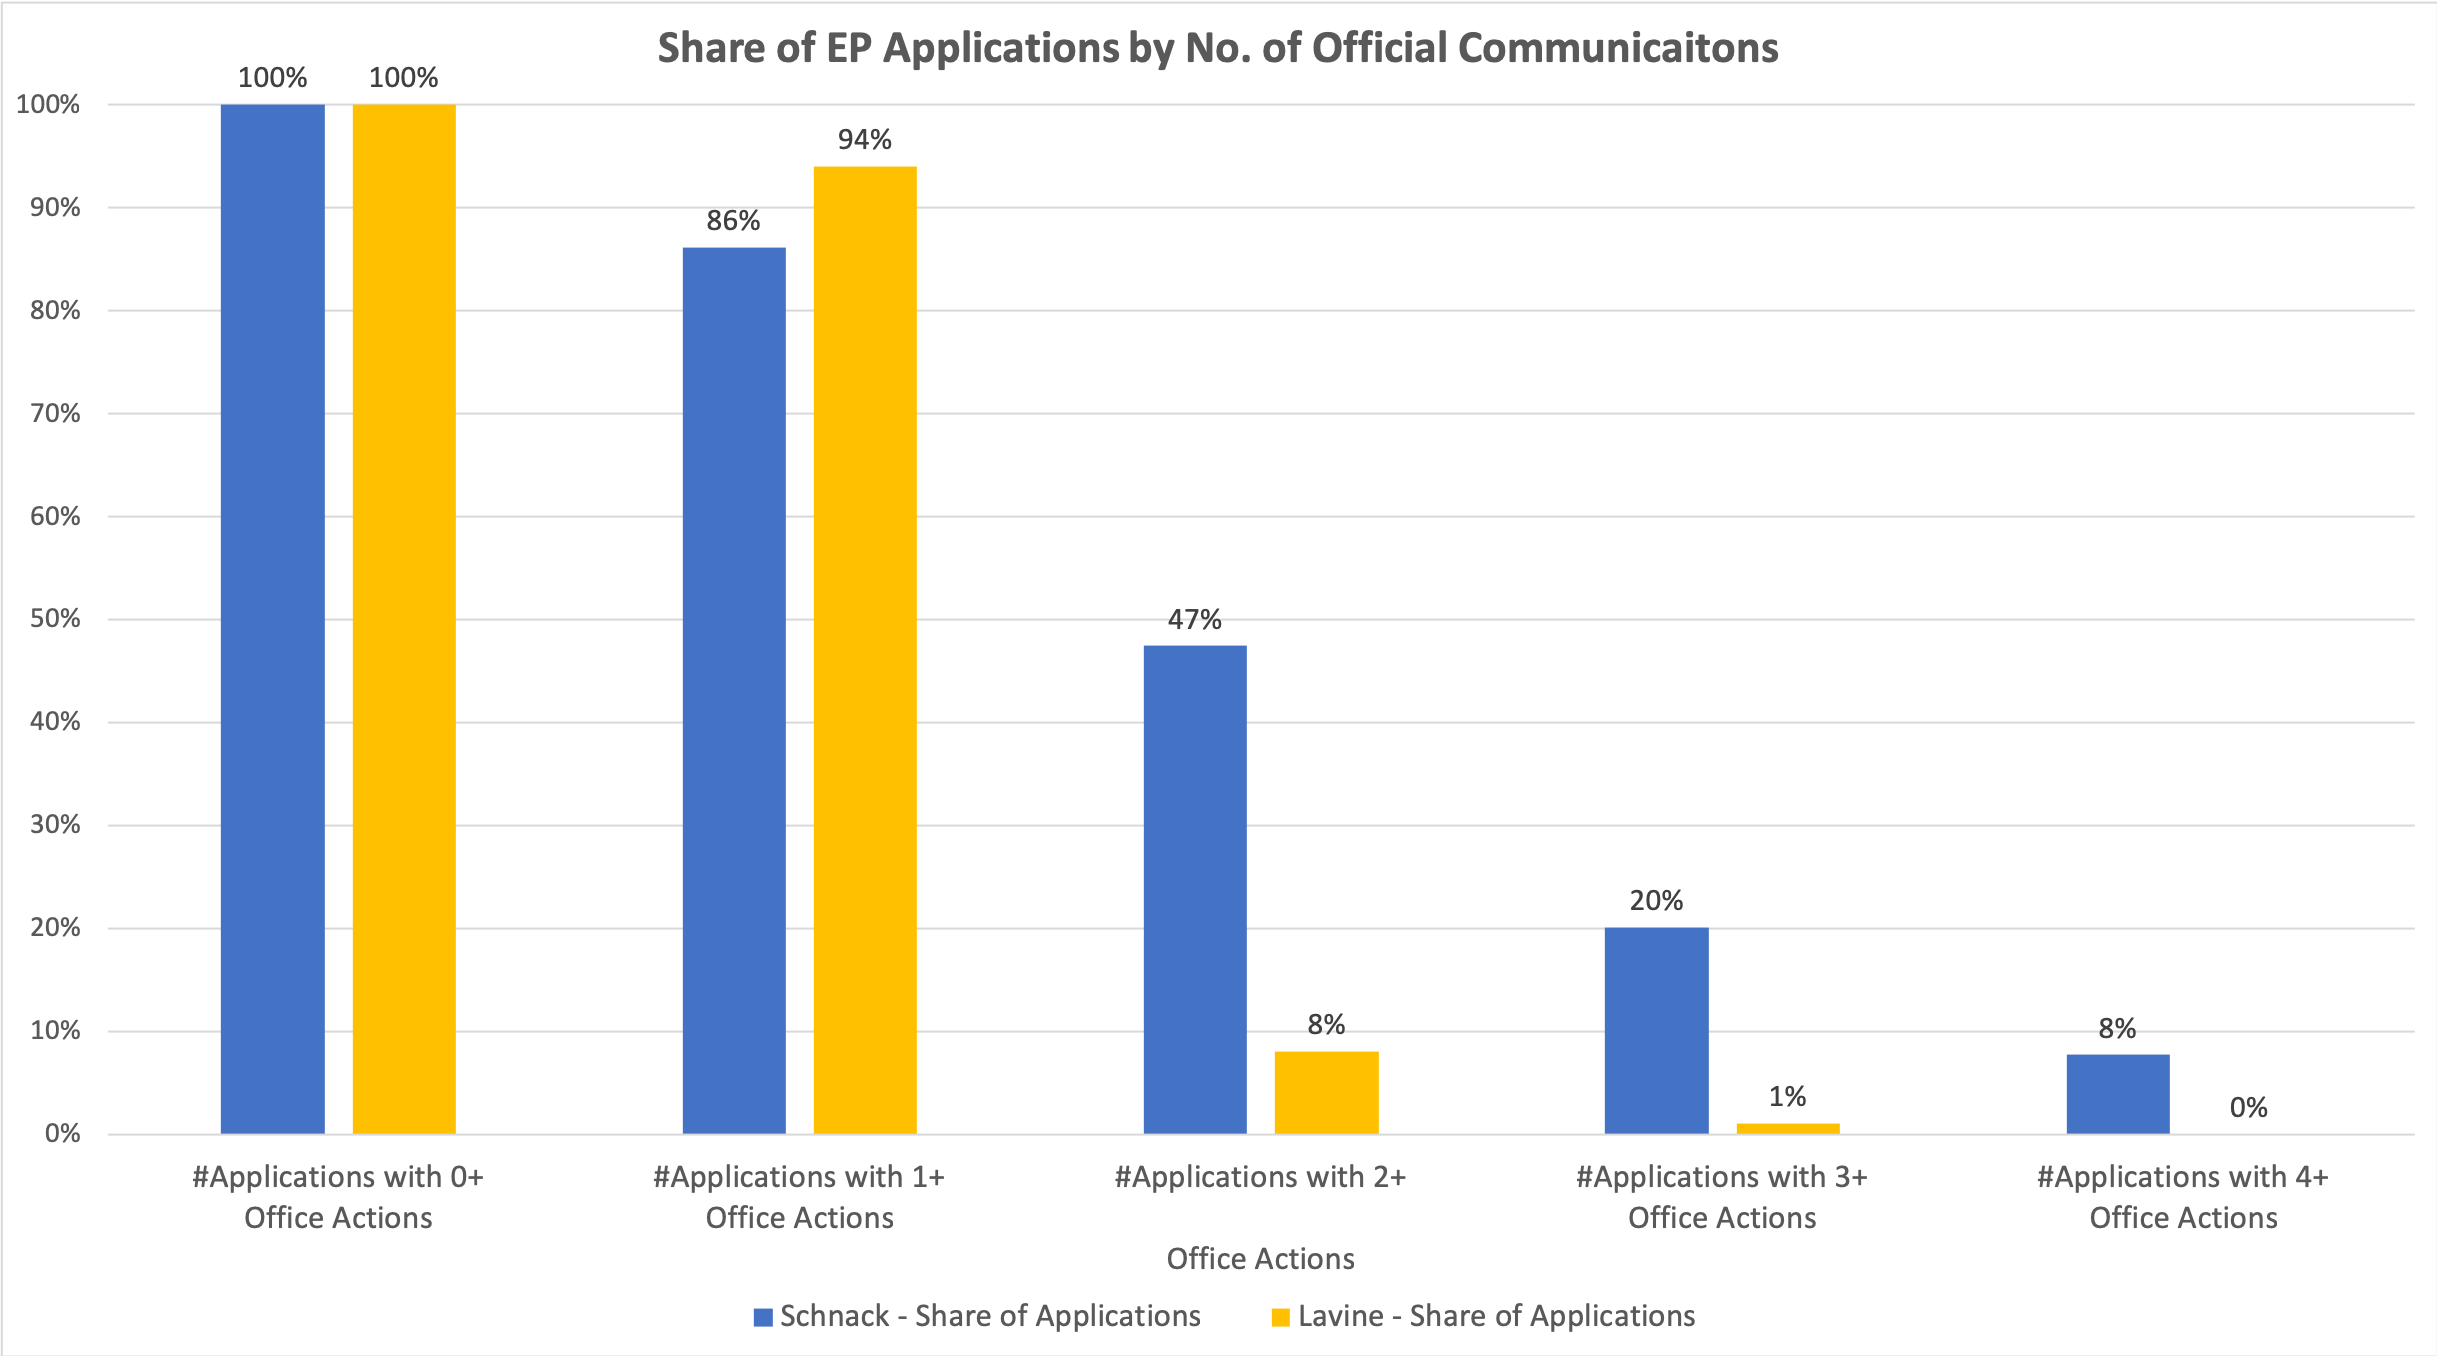 Share of EP Applications by No. of Official Communicaitons
100%
90%
80%
70%
60%
50%
40%
30%
20%
10%
0%
100% 100%
86% 94%
47% 8%
20% 1%
8% 0%
#Applications with 0+
Office Actions
#Applications with 1+
Office Actions
#Applications with 2+
Office Actions
#Applications with 3+
Office Actions
#Applications with 4+
Office Actions
Schnack - Share of Applications
Lavine - Share of Applications